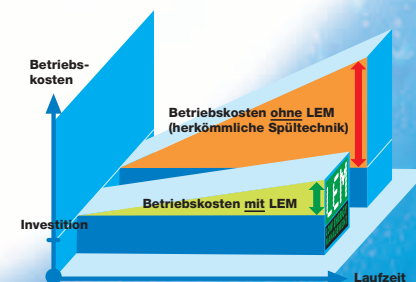 Betriebs-
kosten
Betriebskosten ohne LEM
(herkömmliche Spültechnik)
Betriebskosten mit LEM
LEM
Investition
Laufzeit